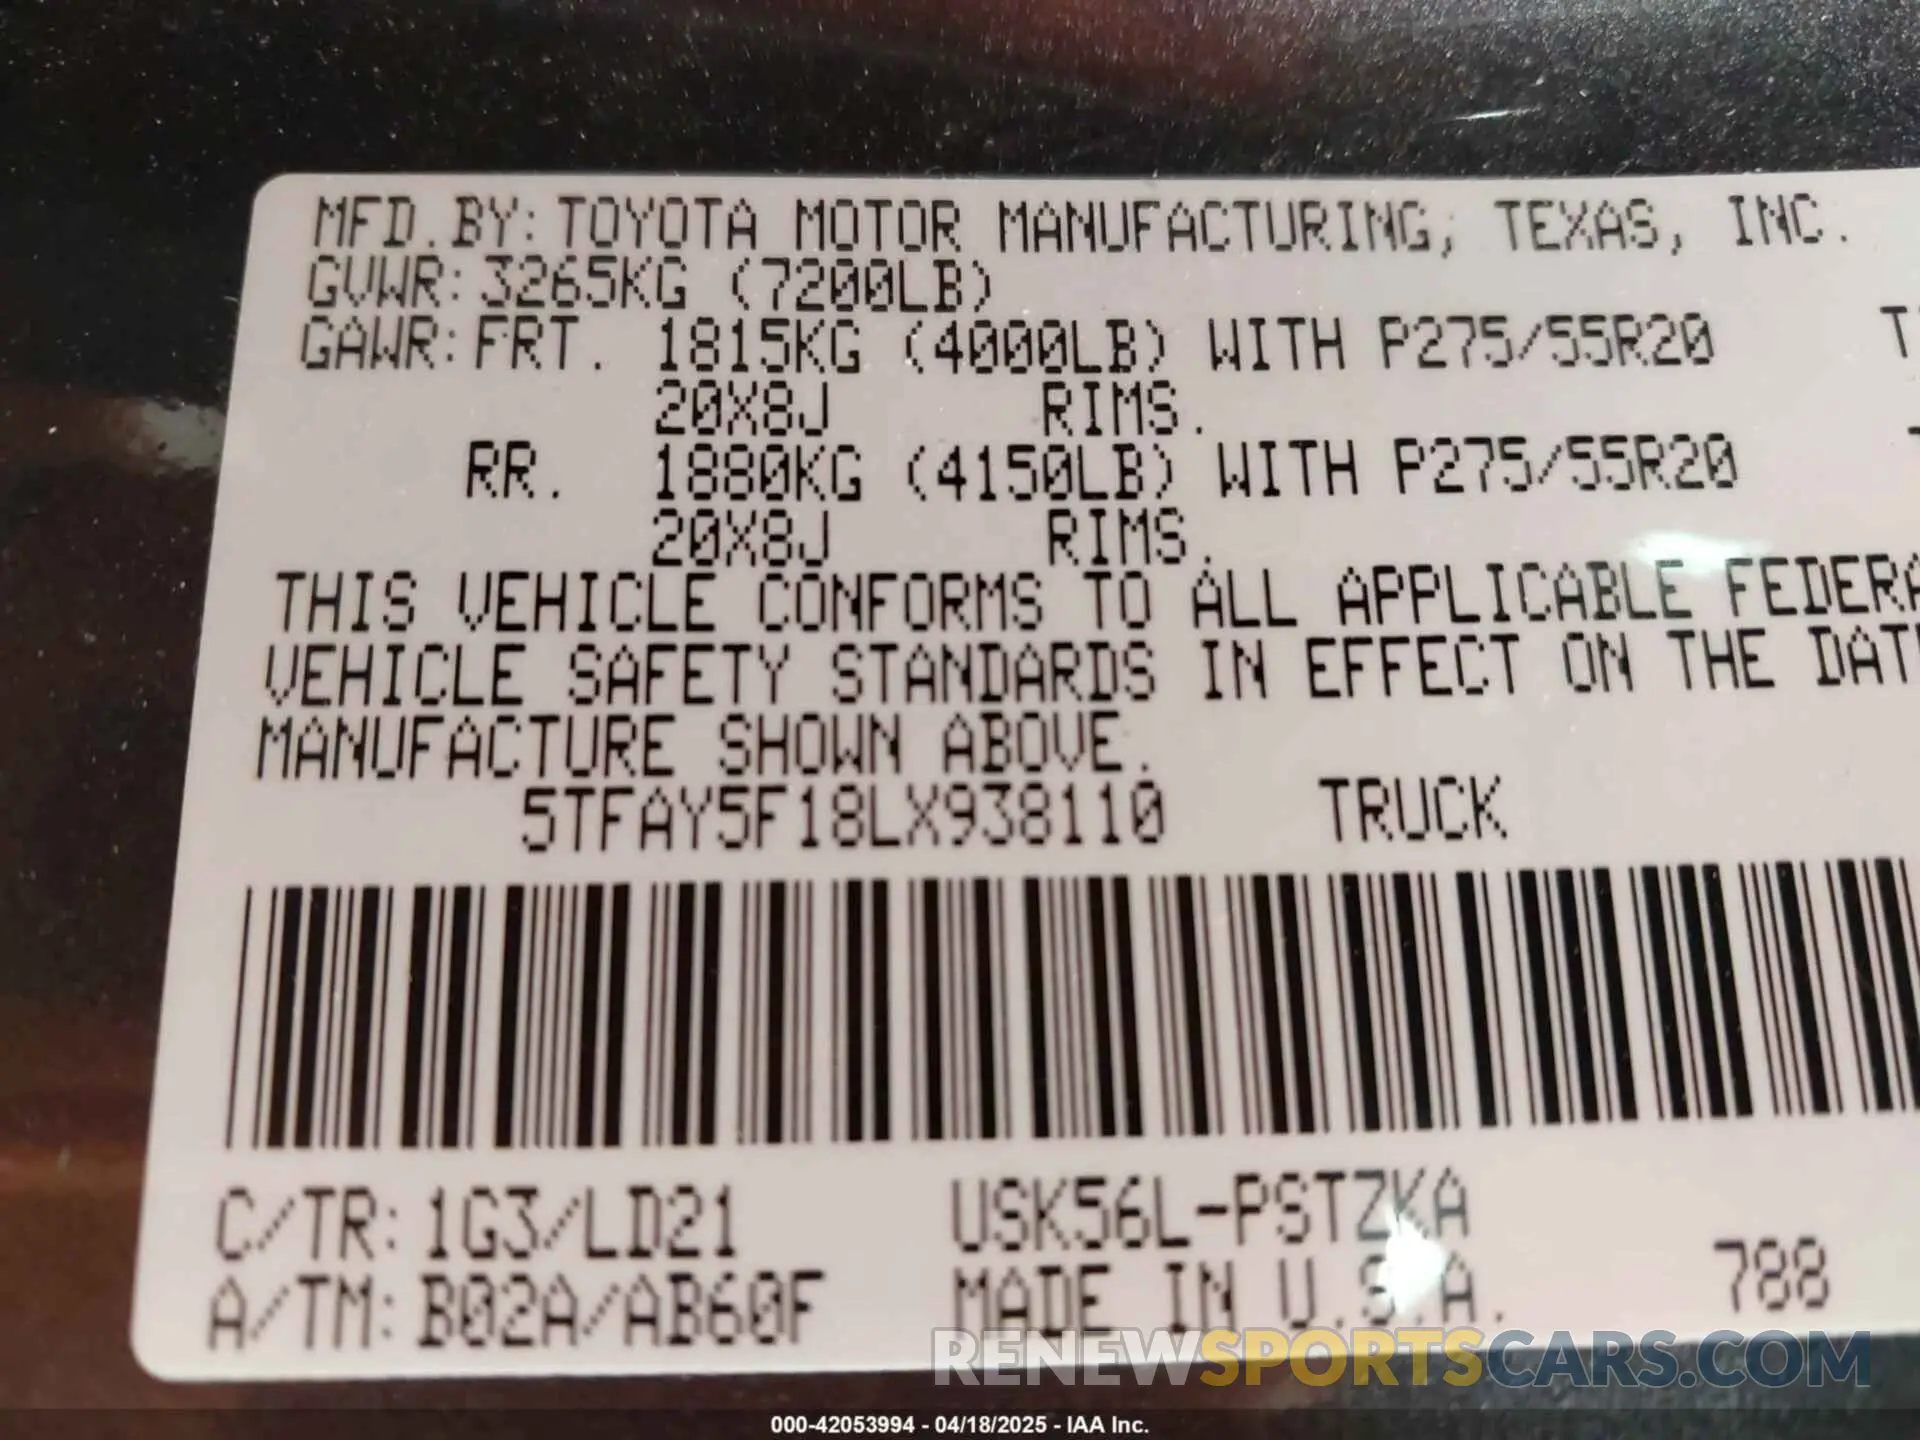 MFD.BY:TOYOTA MOTOR MANUFACTURING, TEXAS, INC.
GVWR:3265KG (7200LB)
GAWR:FRT. 1815KG (4000LB) WITH P275/55R20
20X8J RIMS.
RR. 1880KG (4150LB) WITH P275/55R20
20X8J RIMS.
THIS VEHICLE CONFORMS TO ALL APPLICABLE
VEHICLE SAFETY STANDARDS IN EFFECT ON THE
MANUFACTURE SHOWN ABOVE.
5TFAY5F18LX938110 TRUCK
C/TR:1G3/LD21 USK56L-PSTZKA
A/TM:B02A/AB60F MADE IN U.S.A. 788
RENEWSPORTSCARS.COM
000-42053994 - 04/18/2025 - IAA Inc.